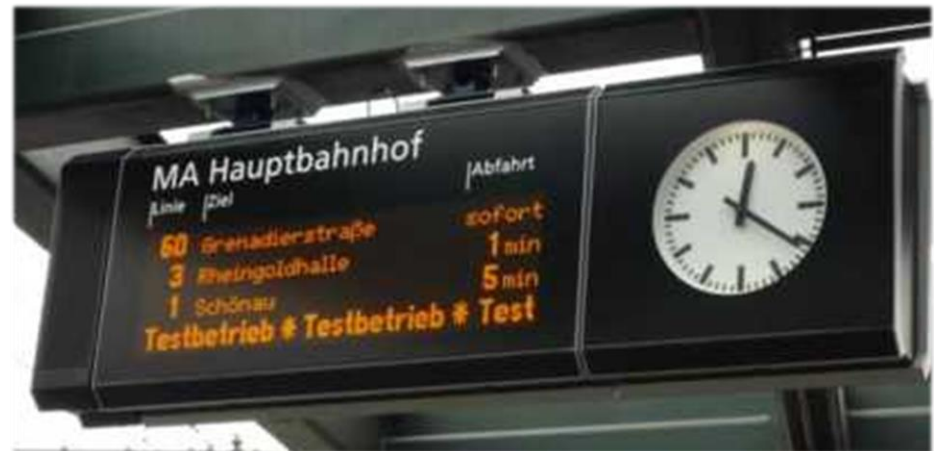 MA Hauptbahnhof
Linie Ziel Abfahrt
60 Grenadierstraße sofort
3 Rheingoldhalle 1 min
1 Schönau 5 min
Testbetrieb * Testbetrieb * Test